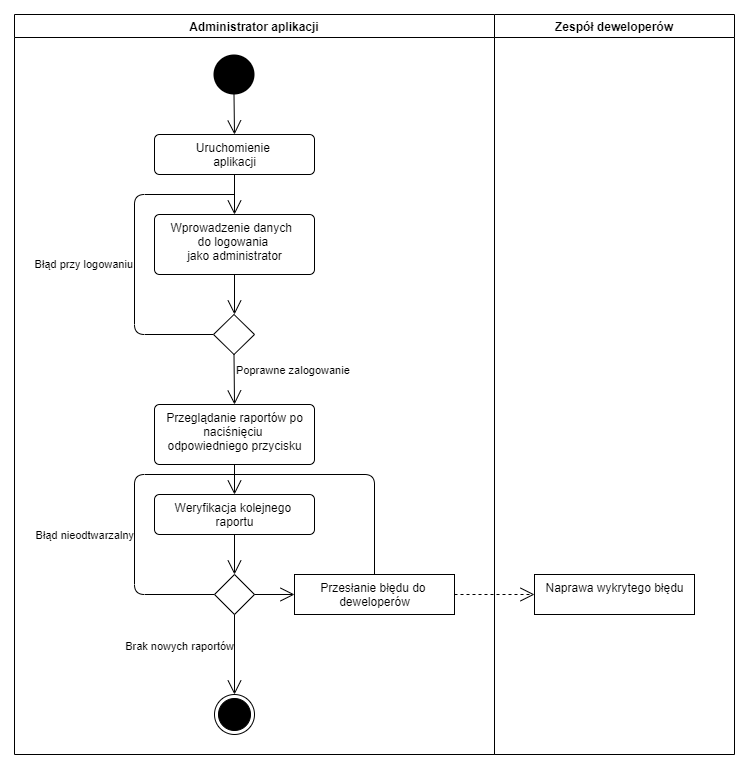 Administrator aplikacji
Zespół deweloperów
Uruchomienie
aplikacji
Wprowadzenie danych
do logowania
jako administrator
Błąd przy logowaniu
Poprawne zalogowanie
Przeglądanie raportów po
naciśnięciu
odpowiedniego przycisku
Weryfikacja kolejnego
raportu
Błąd nieodtwarzalny
Przesłanie błędu do
deweloperów
Naprawa wykrytego błędu
Brak nowych raportów